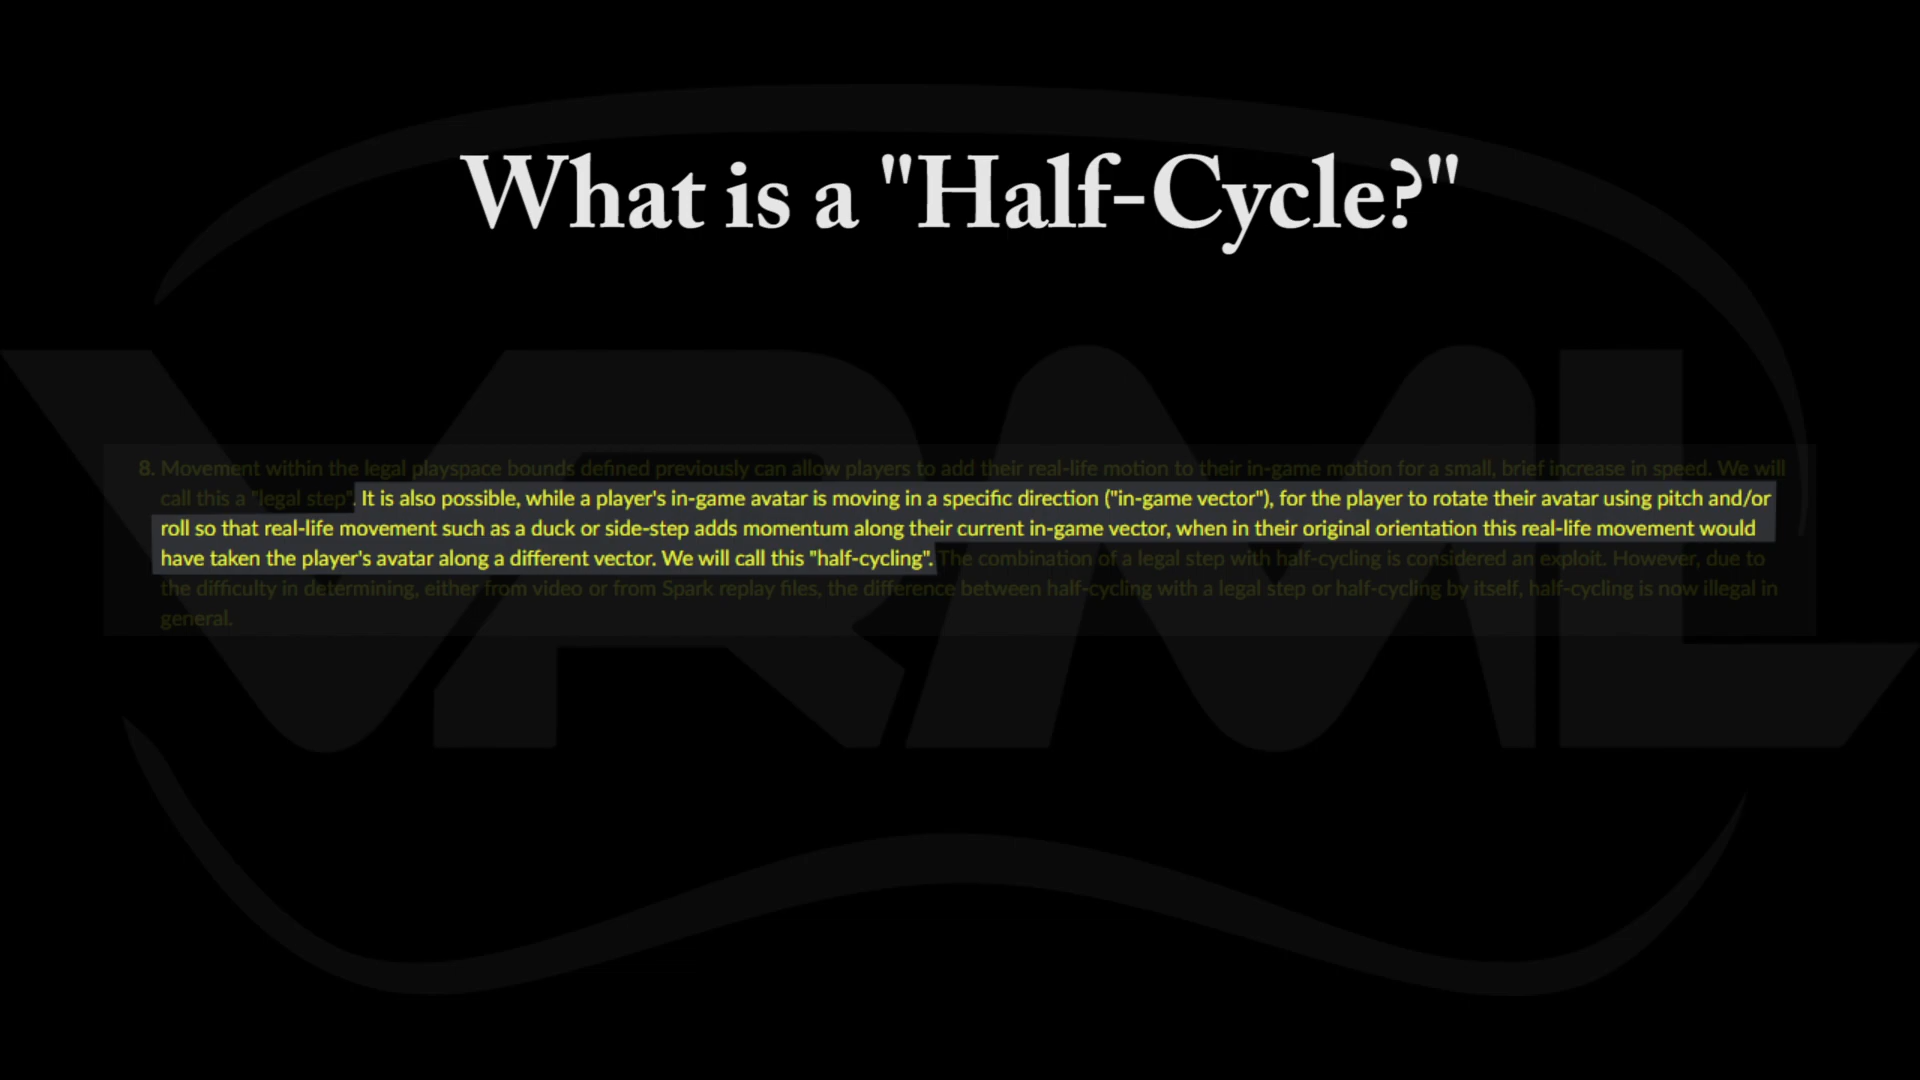 What is a "Half-Cycle?"
VRML
8. Movement within the legal playspace bounds defined previously can allow players to add their real-life motion to their in-game motion for a small, brief increase in speed. We will
call this a "legal step". It is also possible, while a player's in-game avatar is moving in a specific direction ("in-game vector"), for the player to rotate their avatar using pitch and/or
roll so that real-life movement such as a duck or side-step adds momentum along their current in-game vector, when in their original orientation this real-life movement would
have taken the player's avatar along a different vector. We will call this "half-cycling". The combination of a legal step with half-cycling is considered an exploit. However, due to
the difficulty in determining, either from video or from Spark replay files, the difference between half-cycling with a legal step or half-cycling by itself, half-cycling is now illegal in
general.